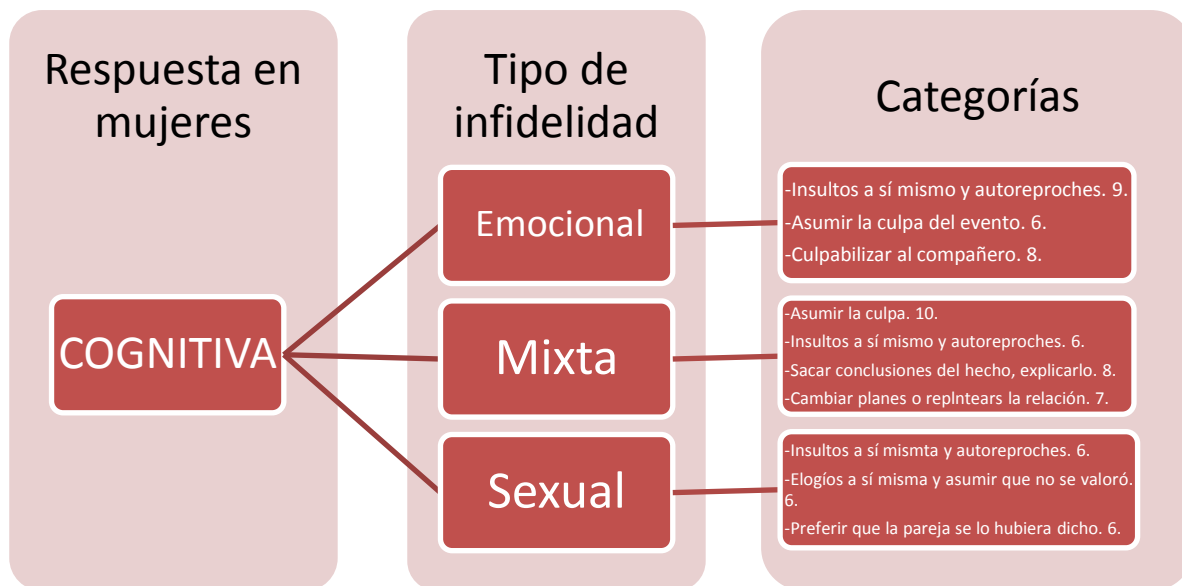 Respuesta en
mujeres
Tipo de
infidelidad
Categorías
COGNITIVA
Emocional
-Insultos a sí mismo y autoreproches. 9.
-Asumir la culpa del evento. 6.
-Culpabilizar al compañero. 8.
Mixta
-Asumir la culpa. 10.
-Insultos a sí mismo y autoreproches. 6.
-Sacar conclusiones del hecho, explicarlo. 8.
-Cambiar planes o replntears la relación. 7.
Sexual
-Insultos a sí mismta y autoreproches. 6.
-Elogíos a sí misma y asumir que no se valoró.
6.
-Preferir que la pareja se lo hubiera dicho. 6.